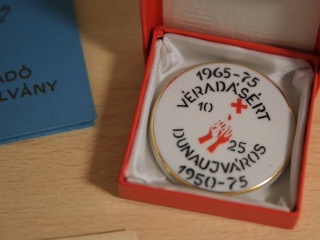 ADÓ
LVÁNY
1965-75
VÉRADÁSÉRT
10
25
DUNAUJVÁROS
1950-75